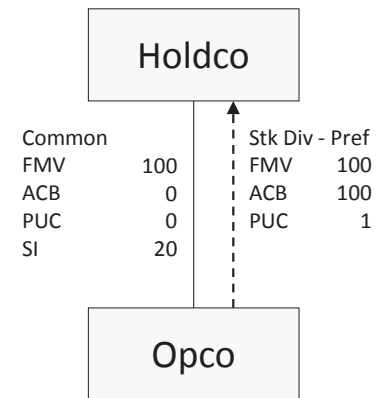 Holdco
Common
FMV 100
ACB 0
PUC 0
SI 20
Stk Div - Pref
FMV 100
ACB 100
PUC 1
Opco